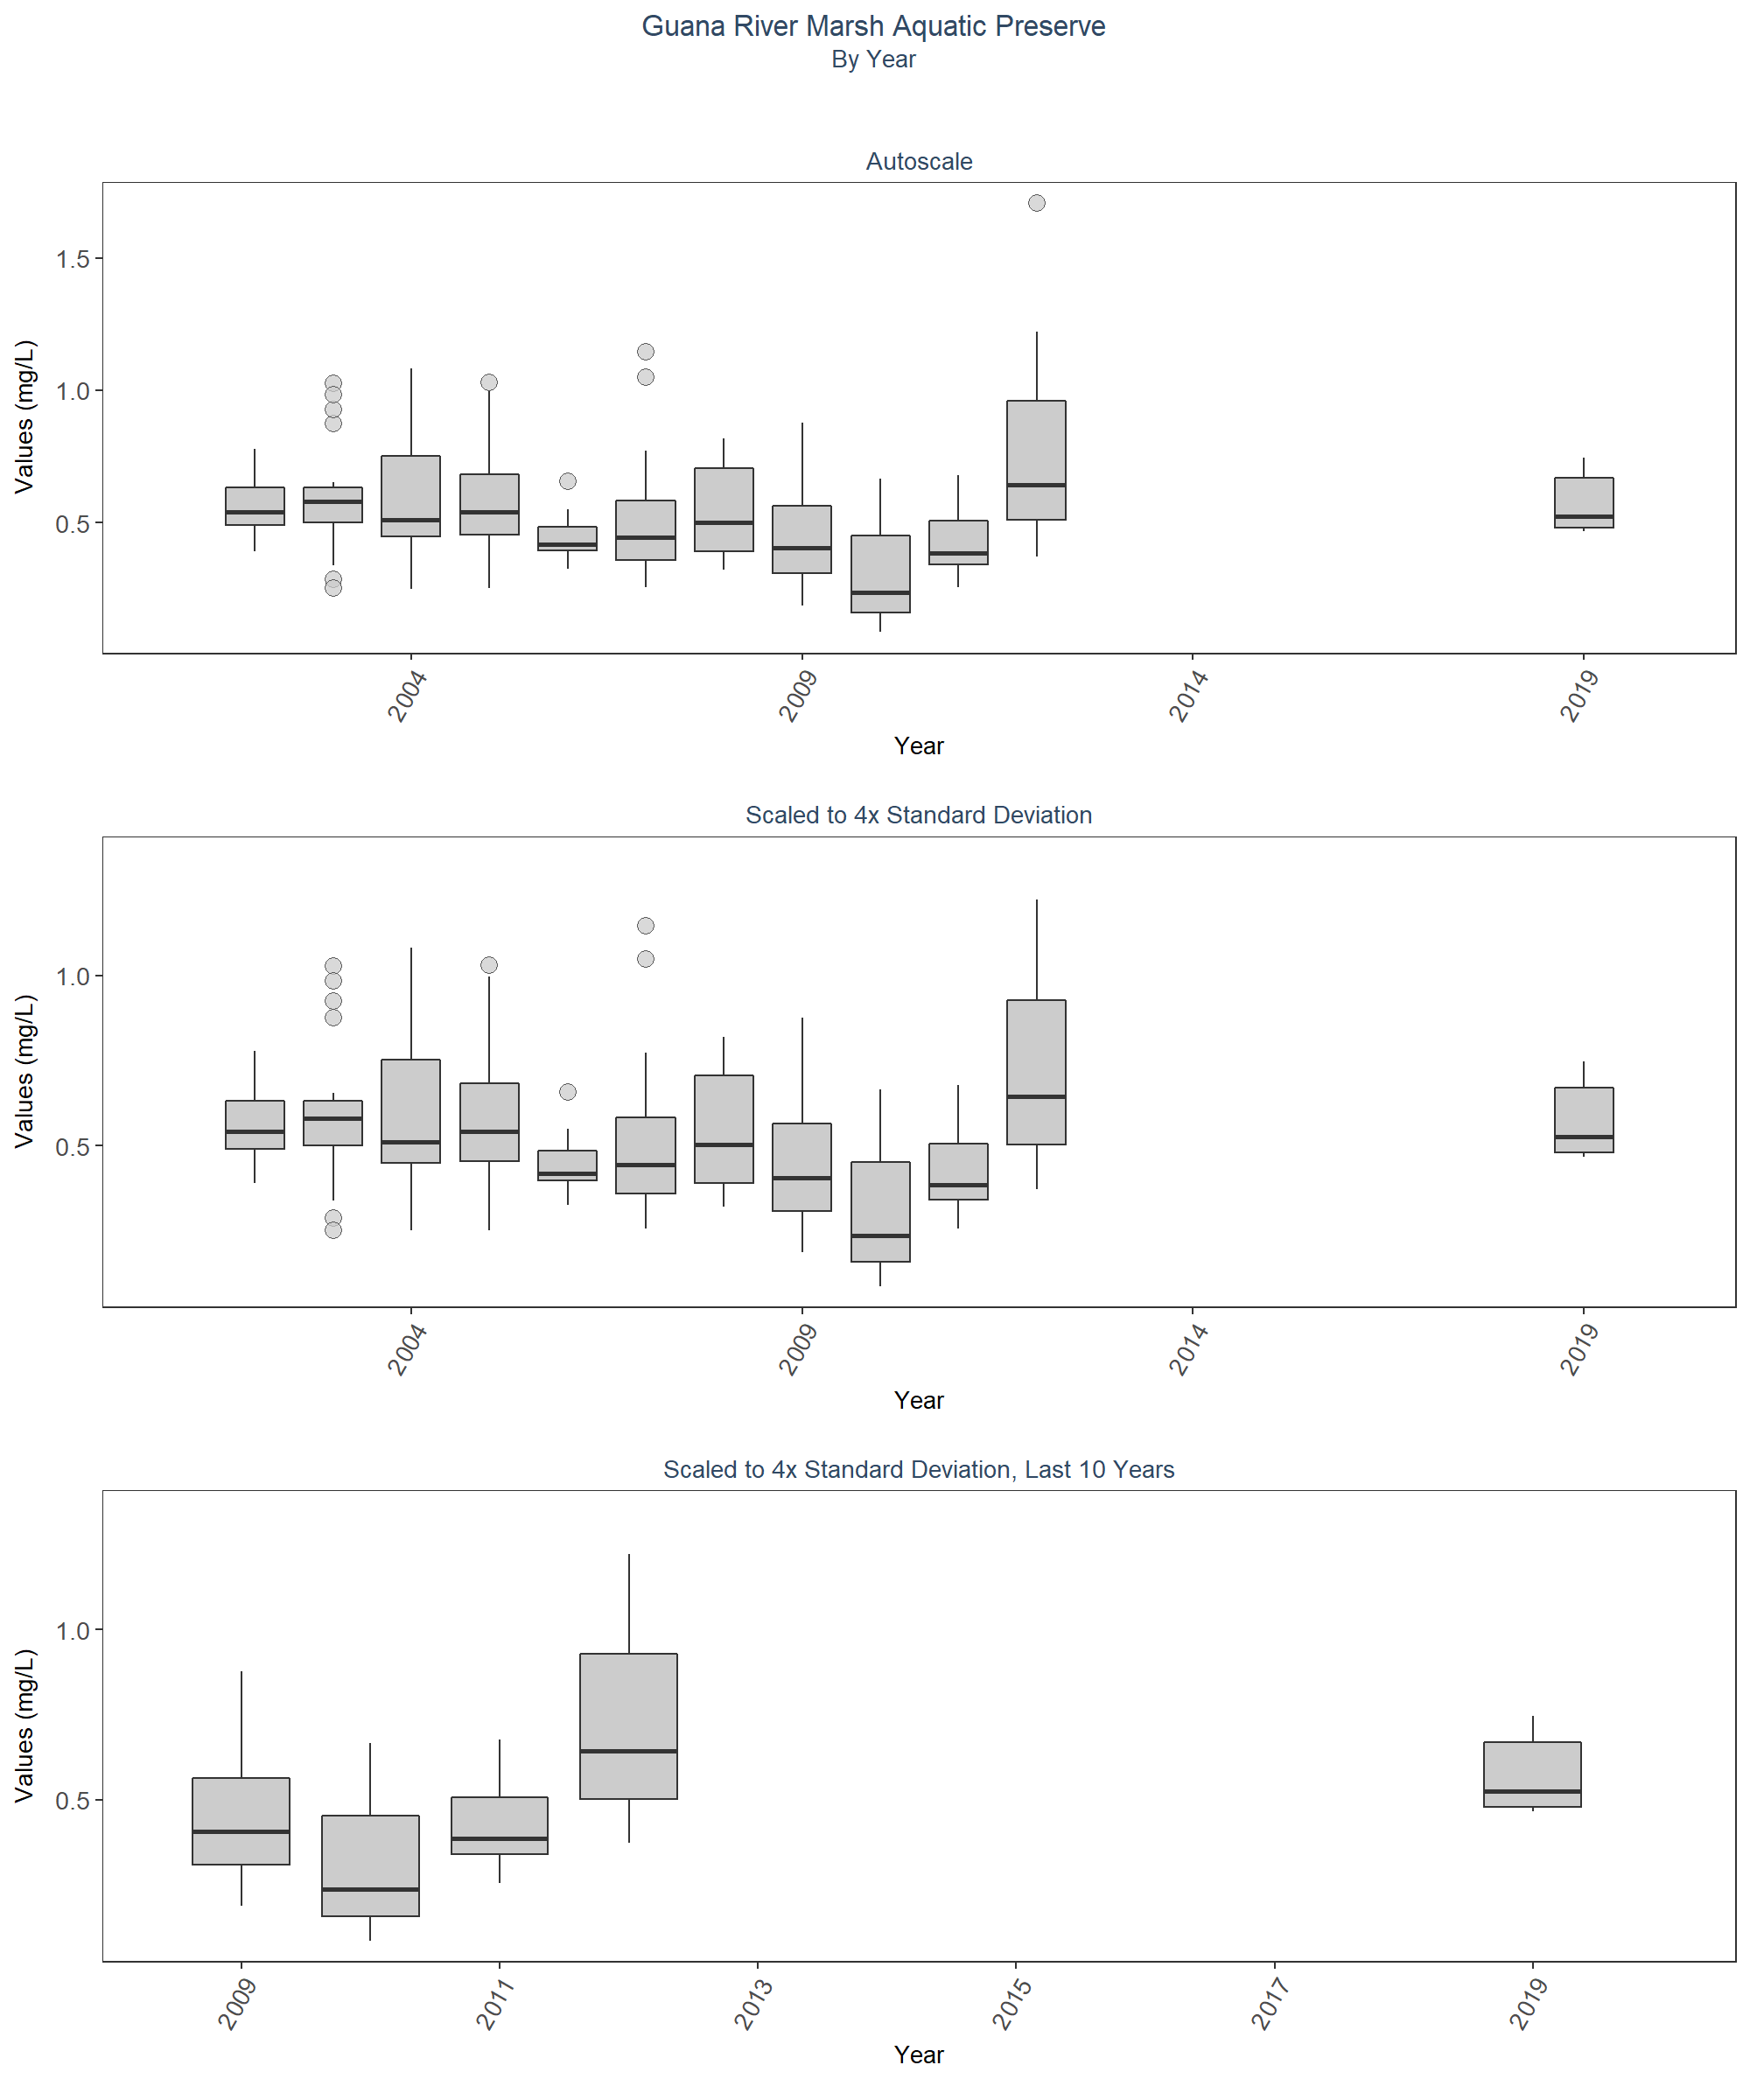 Guana River Marsh Aquatic Preserve
By Year
Autoscale
1.5
1.0
0.5
Values (mg/L)
2004 2009 2014 2019
Year
Scaled to 4x Standard Deviation
1.0
0.5
Values (mg/L)
2004 2009 2014 2019
Year
Scaled to 4x Standard Deviation, Last 10 Years
1.0
0.5
Values (mg/L)
2009 2011 2013 2015 2017 2019
Year